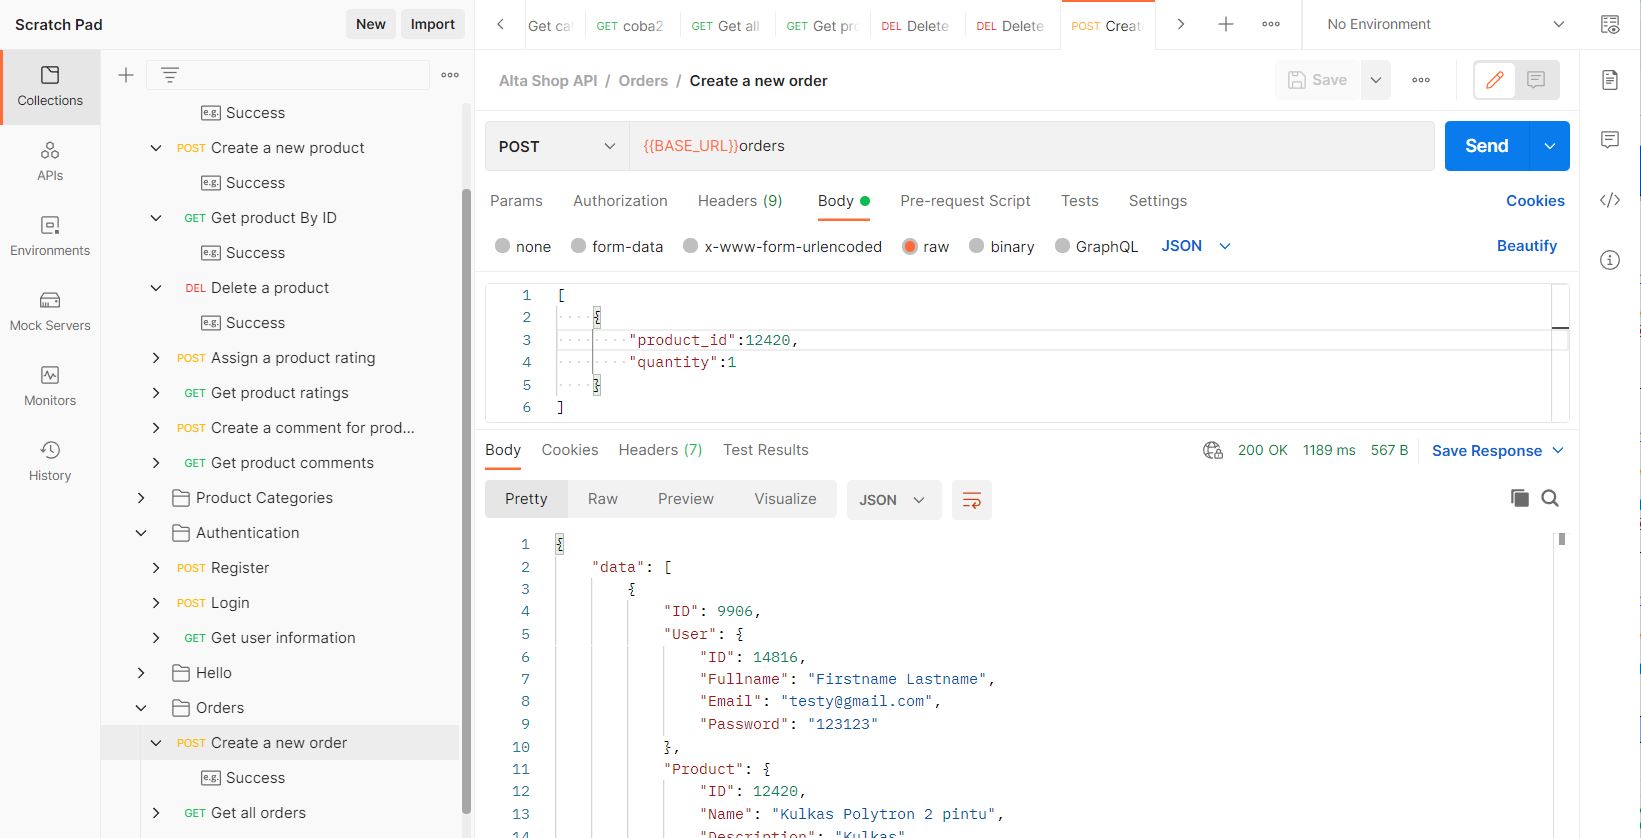 Scratch Pad
New
Import
Collections
APIs
Environments
Mock Servers
Monitors
History
e.g. Success
POST Create a new product
e.g. Success
GET Get product By ID
e.g. Success
DEL Delete a product
e.g. Success
POST Assign a product rating
GET Get product ratings
POST Create a comment for prod...
GET Get product comments
Product Categories
Authentication
POST Register
POST Login
GET Get user information
Hello
Orders
POST Create a new order
e.g. Success
GET Get all orders
Get ca
GET coba2
GET Get all
GET Get pr
DEL Delete
DEL Delete
POST Creat
No Environment
Alta Shop API / Orders / Create a new order
Save
POST
{{BASE_URL}}orders
Send
Params Authorization Headers (9) Body Pre-request Script Tests Settings Cookies
none form-data x-www-form-urlencoded raw binary GraphQL JSON Beautify
1 [
2 {
3 "product_id":12420,
4 "quantity":1
5 }
6 ]
Body Cookies Headers (7) Test Results 200 OK 1189 ms 567 B Save Response
Pretty Raw Preview Visualize JSON
1 {
2 "data": [
3 {
4 "ID": 9906,
5 "User": {
6 "ID": 14816,
7 "Fullname": "Firstname Lastname",
8 "Email": "testy@gmail.com",
9 "Password": "123123"
10 },
11 "Product": {
12 "ID": 12420,
13 "Name": "Kulkas Polytron 2 pintu",
14 "Description": "Kulkas"